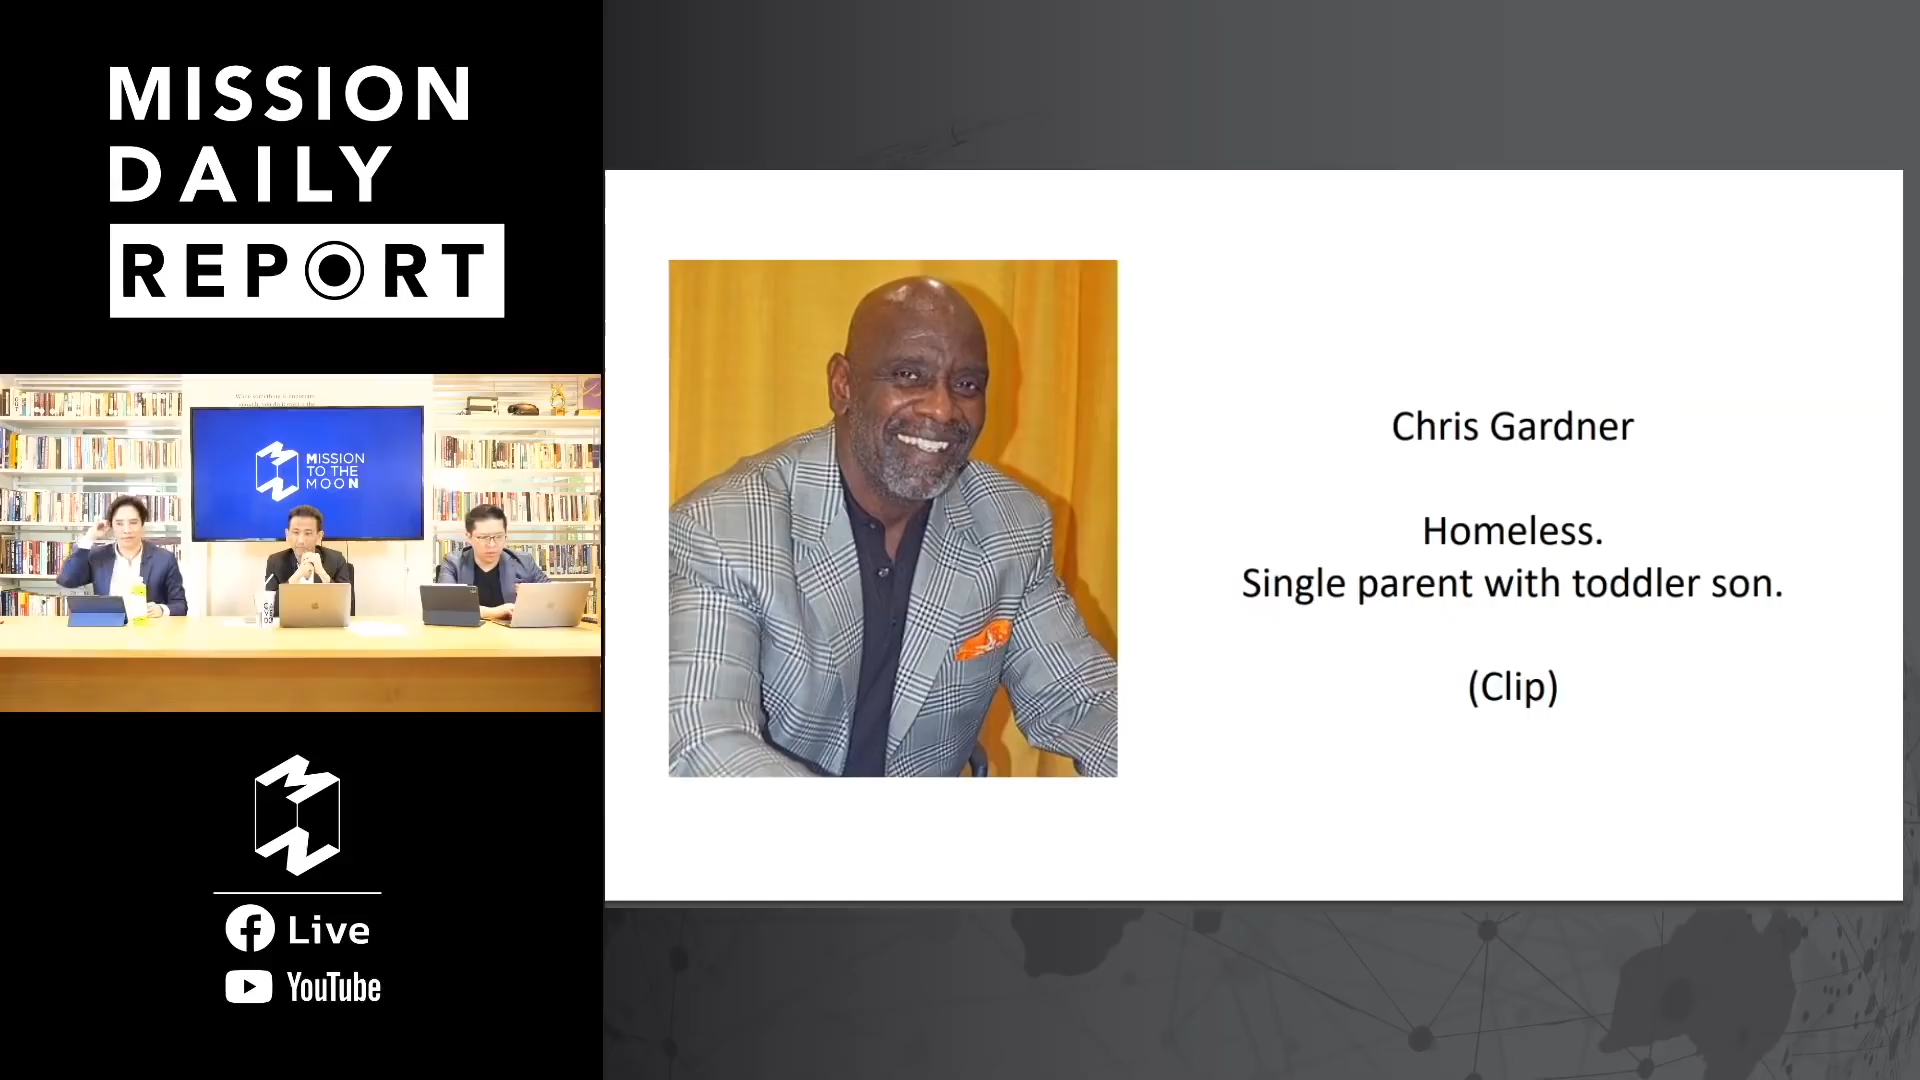 MISSION
DAILY
REPORT
MISSION
TO THE
MOON
Live
YouTube
Chris Gardner
Homeless.
Single parent with toddler son.
(Clip)